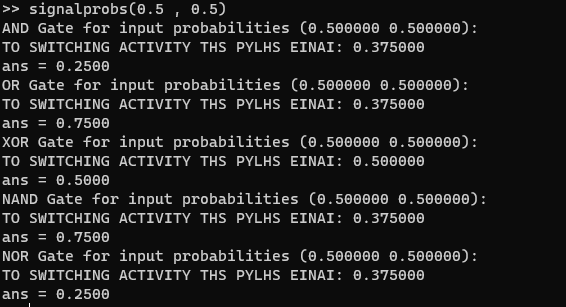 >> signalprobs(0.5 , 0.5)
AND Gate for input probabilities (0.500000 0.500000):
TO SWITCHING ACTIVITY THS PYLHS EINAI: 0.375000
ans = 0.2500
OR Gate for input probabilities (0.500000 0.500000):
TO SWITCHING ACTIVITY THS PYLHS EINAI: 0.375000
ans = 0.7500
XOR Gate for input probabilities (0.500000 0.500000):
TO SWITCHING ACTIVITY THS PYLHS EINAI: 0.500000
ans = 0.5000
NAND Gate for input probabilities (0.500000 0.500000):
TO SWITCHING ACTIVITY THS PYLHS EINAI: 0.375000
ans = 0.7500
NOR Gate for input probabilities (0.500000 0.500000):
TO SWITCHING ACTIVITY THS PYLHS EINAI: 0.375000
ans = 0.2500